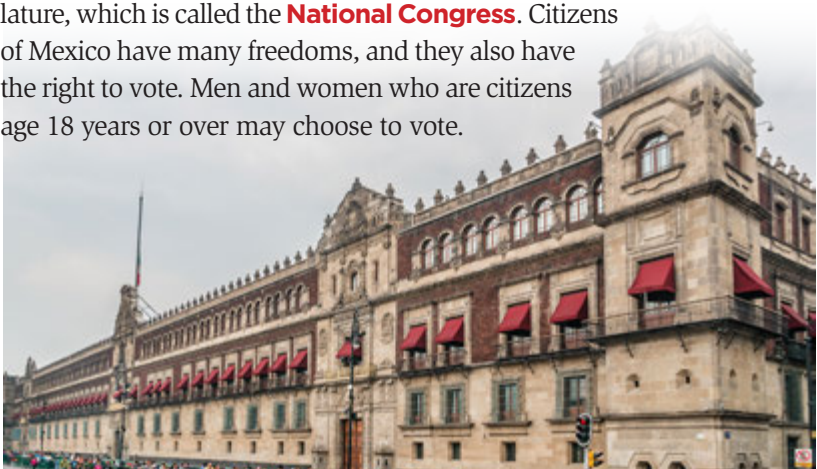 lature, which is called the National Congress. Citizens
of Mexico have many freedoms, and they also have
the right to vote. Men and women who are citizens
age 18 years or over may choose to vote.